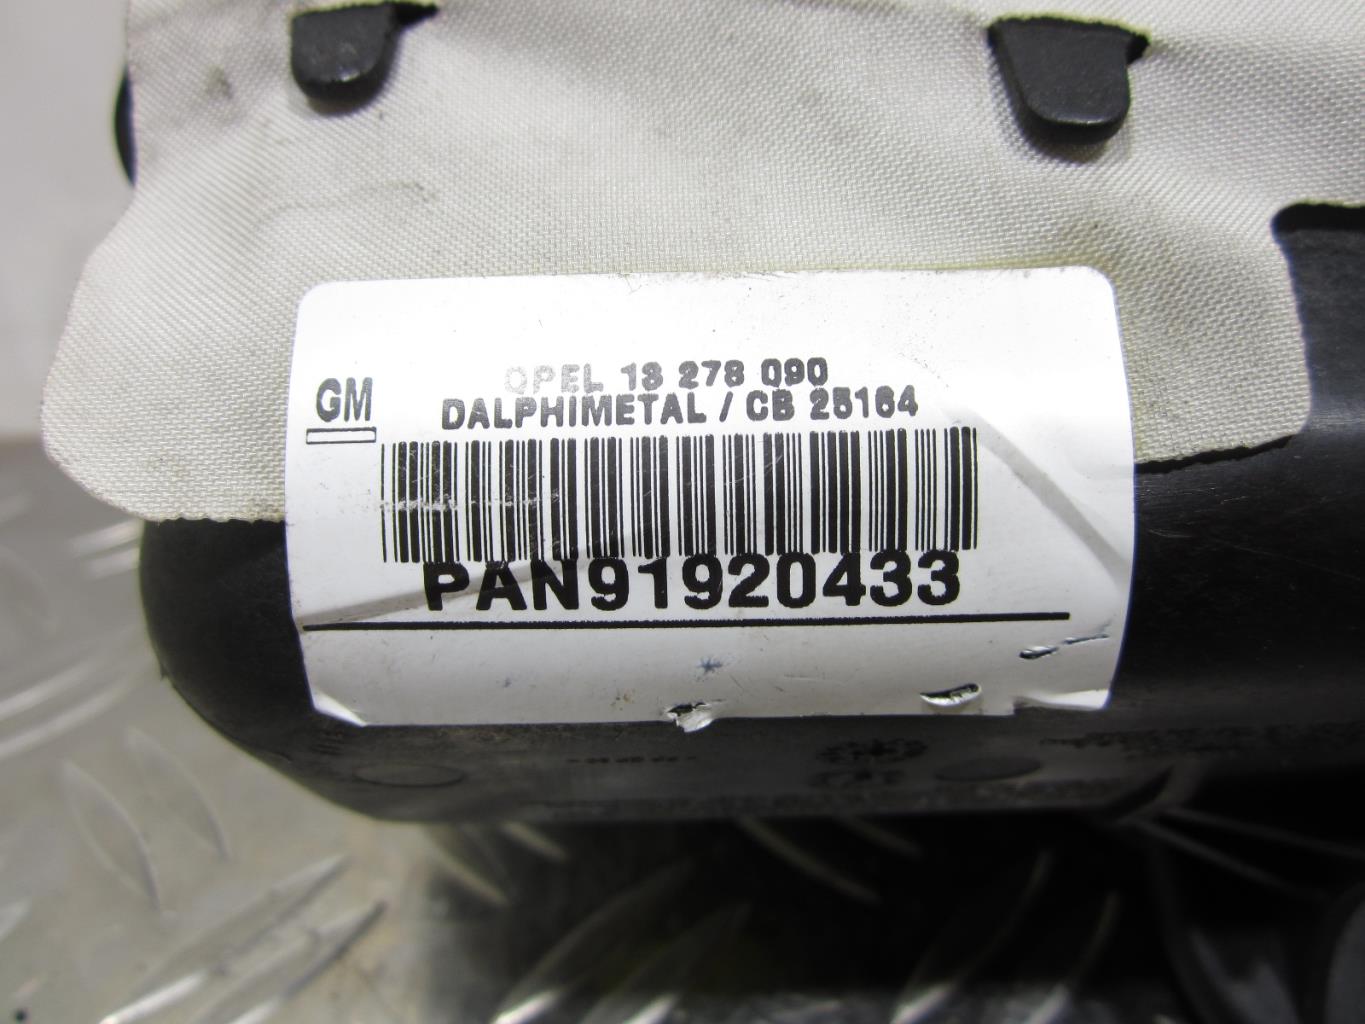 GM
OPEL 13 278 090
DALPHIMETAL / CB 25164
PAN91920433